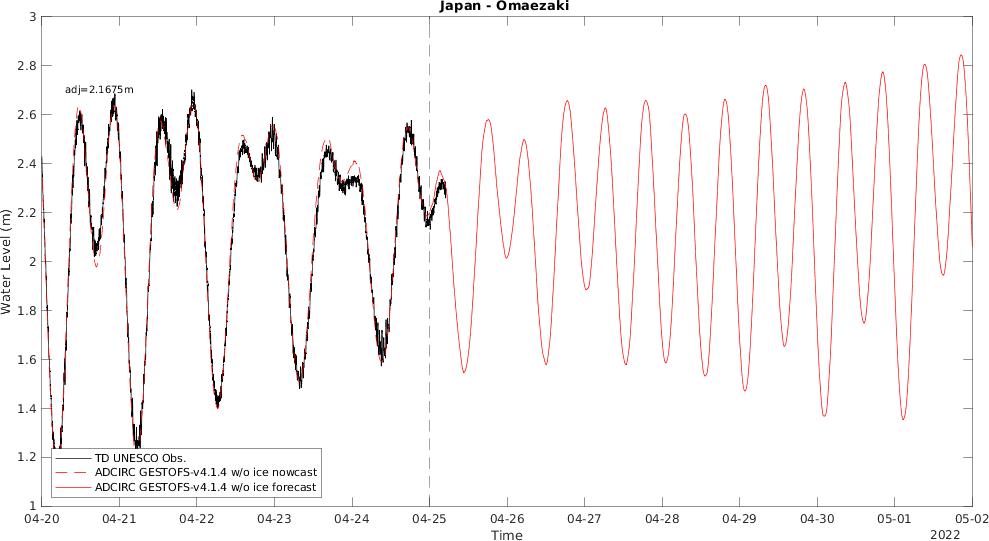 Japan - Omaezaki
adj=2.1675m
Water Level (m)
3
2.8
2.6
2.4
2.2
2
1.8
1.6
1.4
1.2
1
TD UNESCO Obs.
ADCIRC GESTOFS-v4.1.4 w/o ice nowcast
ADCIRC GESTOFS-v4.1.4 w/o ice forecast
04-20 04-21 04-22 04-23 04-24 04-25 04-26 04-27 04-28 04-29 04-30 05-01 05-02
Time
2022